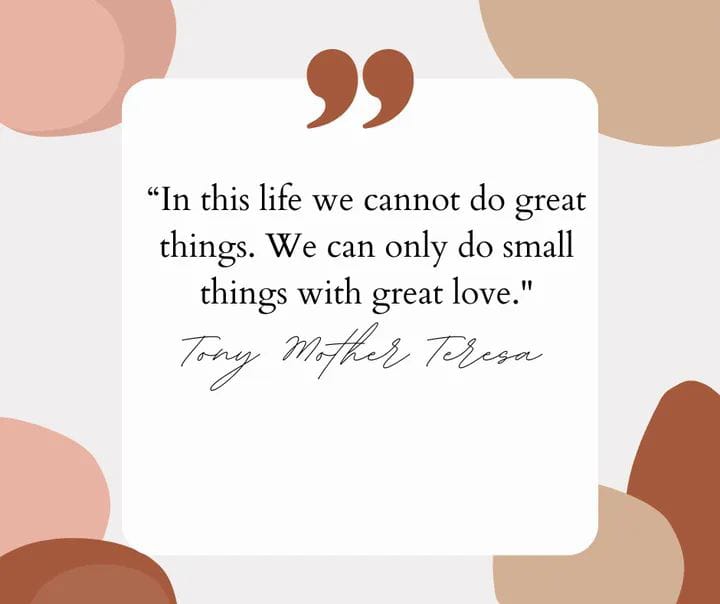 “In this life we cannot do great
things. We can only do small
things with great love."
Tony Mother Teresa